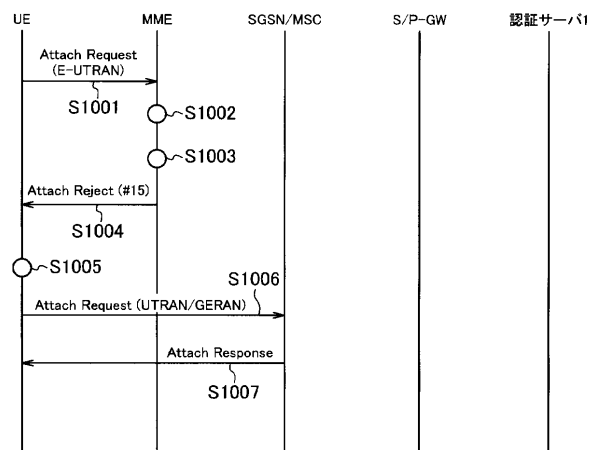 UE
MME
SGSN/MSC
S/P-GW
認証サーバ1
Attach Request
(E-UTRAN)
S1001
S1002
S1003
Attach Reject (#15)
S1004
S1005
S1006
Attach Request (UTRAN/GERAN)
Attach Response
S1007